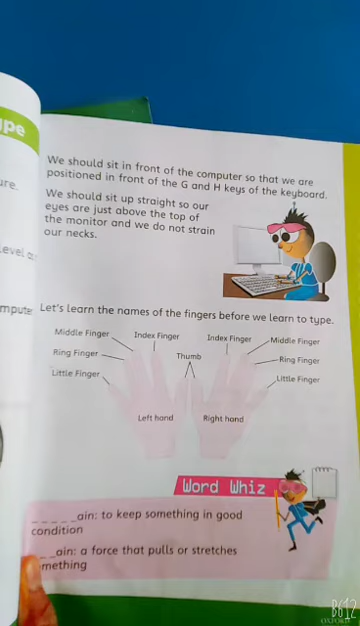 ype
We should sit in front of the computer so that we are
positioned in front of the G and H keys of the keyboard.
ure.
We should sit up straight so our
eyes are just above the top of
the monitor and we do not strain
our necks.
level
Let's learn the names of the fingers before we learn to type.
Middle Finger
Index Finger
Index Finger
Middle Finger
Ring Finger
Thumb
Ring Finger
Little Finger
Little Finger
Left hand
Right hand
Word Whiz
_ _ _ _ _ain: to keep something in good
condition
_ _ain: a force that pulls or stretches
mething
B612
OXFORD